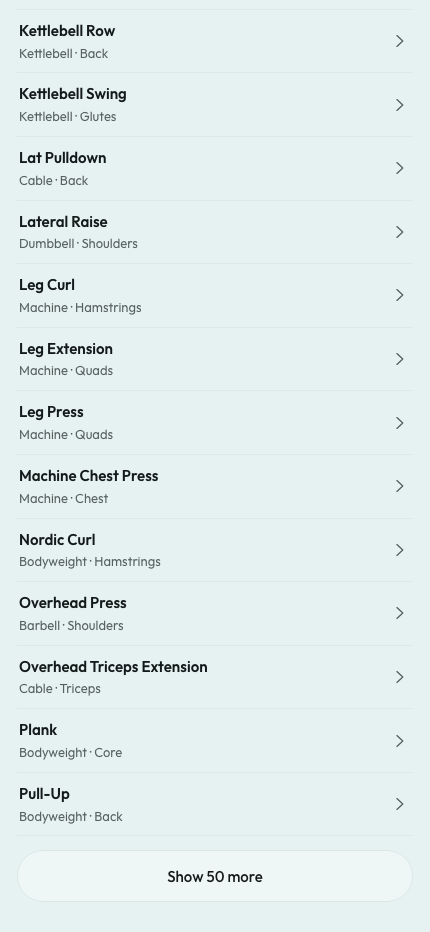 Kettlebell Row
Kettlebell · Back
Kettlebell Swing
Kettlebell · Glutes
Lat Pulldown
Cable · Back
Lateral Raise
Dumbbell · Shoulders
Leg Curl
Machine · Hamstrings
Leg Extension
Machine · Quads
Leg Press
Machine · Quads
Machine Chest Press
Machine · Chest
Nordic Curl
Bodyweight · Hamstrings
Overhead Press
Barbell · Shoulders
Overhead Triceps Extension
Cable · Triceps
Plank
Bodyweight · Core
Pull-Up
Bodyweight · Back
Show 50 more